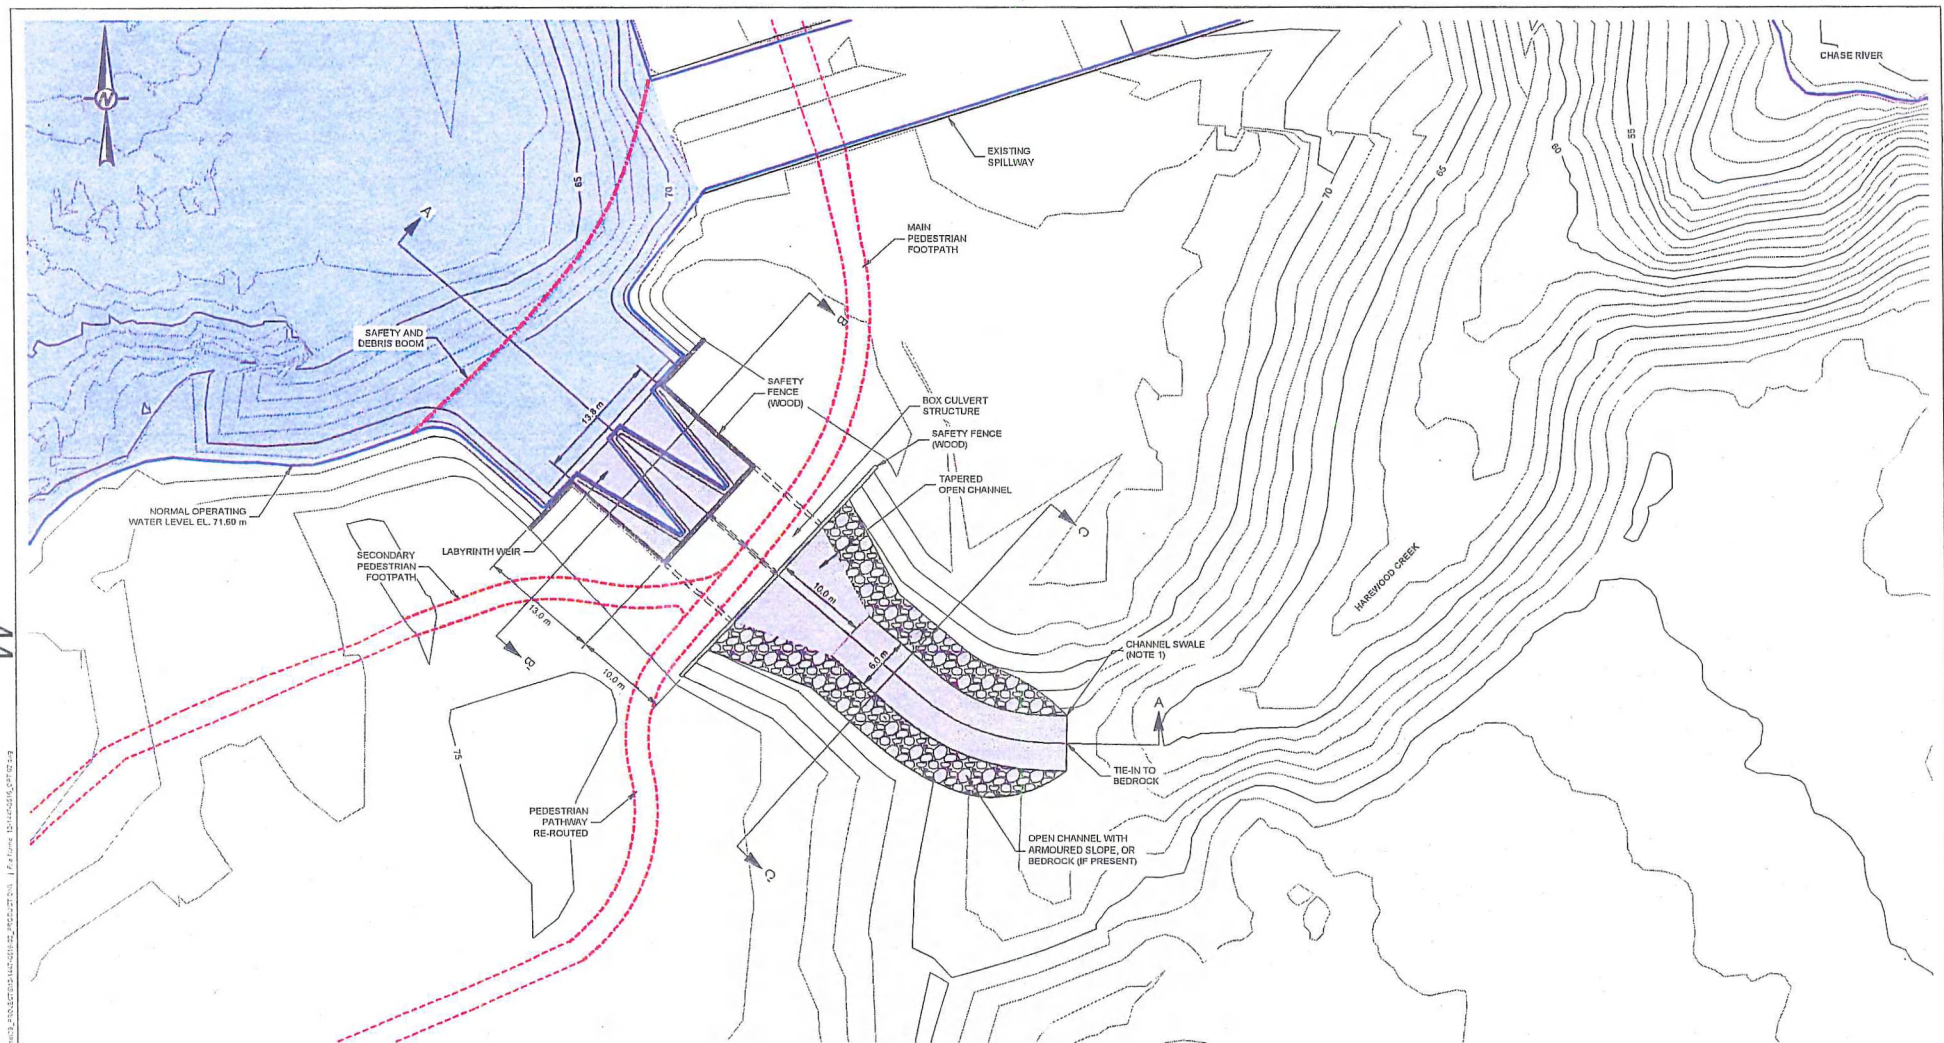 N
CHASE RIVER
EXISTING
SPILLWAY
55
60
65
70
65
70
A
MAIN
PEDESTRIAN
FOOTPATH
B
SAFETY AND
DEBRIS BOOM
SAFETY
FENCE
(WOOD)
13.8 m
BOX CULVERT
STRUCTURE
SAFETY FENCE
(WOOD)
TAPERED
OPEN CHANNEL
NORMAL OPERATING
WATER LEVEL EL. 71.60 m
LABYRINTH WEIR
SECONDARY
PEDESTRIAN
FOOTPATH
C
HAREWOOD CREEK
10.0 m
13.0 m
B'
10.0 m
6.0 m
CHANNEL SWALE
(NOTE 1)
A
75
TIE-IN TO
BEDROCK
PEDESTRIAN
PATHWAY
RE-ROUTED
OPEN CHANNEL WITH
ARMOURED SLOPE, OR
BEDROCK (IF PRESENT)
C'